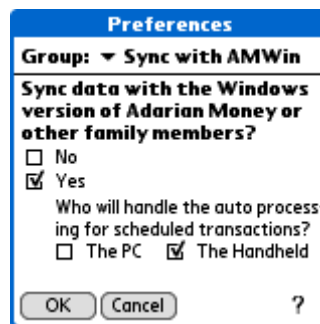 Preferences
Group: Sync with AMWin
Sync data with the Windows
version of Adarian Money or
other family members?
No
Yes
Who will handle the auto process-
ing for scheduled transactions?
The PC The Handheld
OK Cancel ?